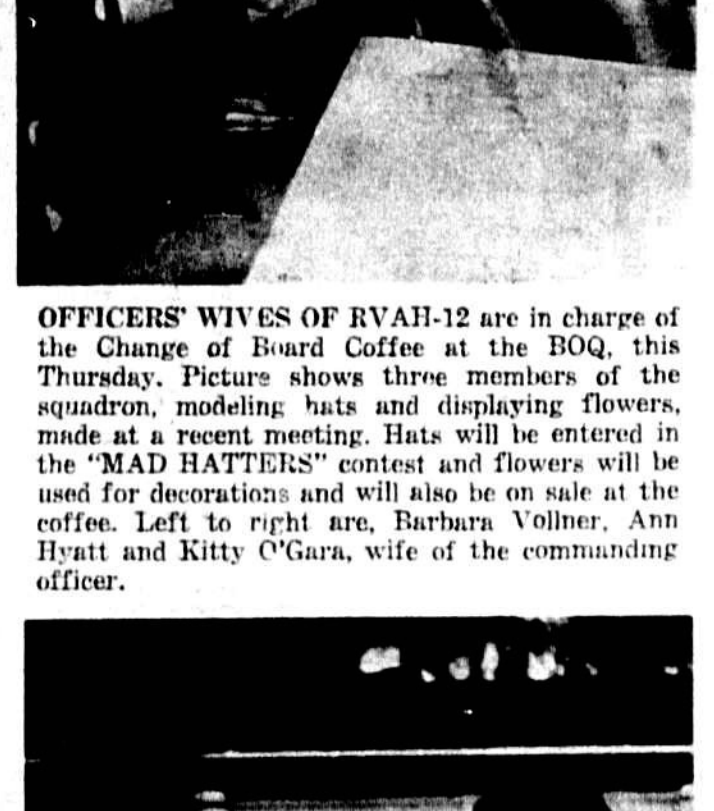 OFFICERS' WIVES OF RVAH-12 are in charge of
the Change of Board Coffee at the BOQ, this
Thursday. Picture shows three members of the
squadron, modeling hats and displaying flowers,
made at a recent meeting. Hats will be entered in
the “MAD HATTERS” contest and flowers will be
used for decorations and will also be on sale at the
coffee. Left to right are, Barbara Vollner, Ann
Hyatt and Kitty O'Gara, wife of the commanding
officer.